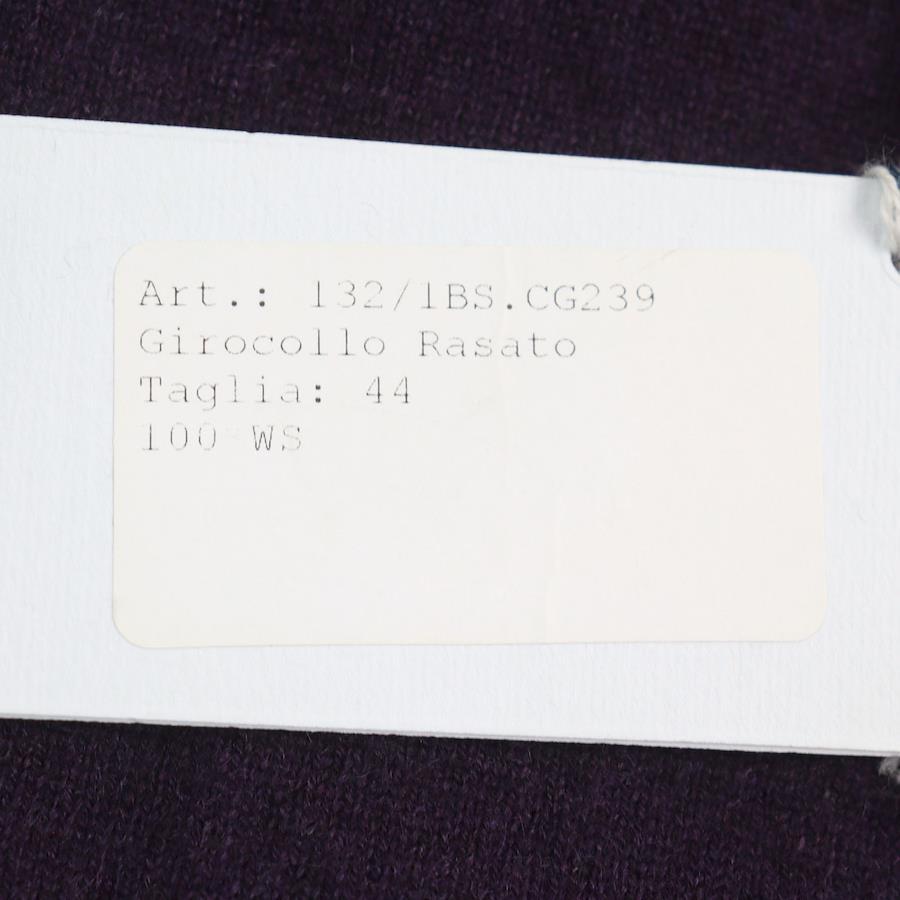 Art.: 132/1BS.CG239
Girocollo Rasato
Taglia: 44
100 WS